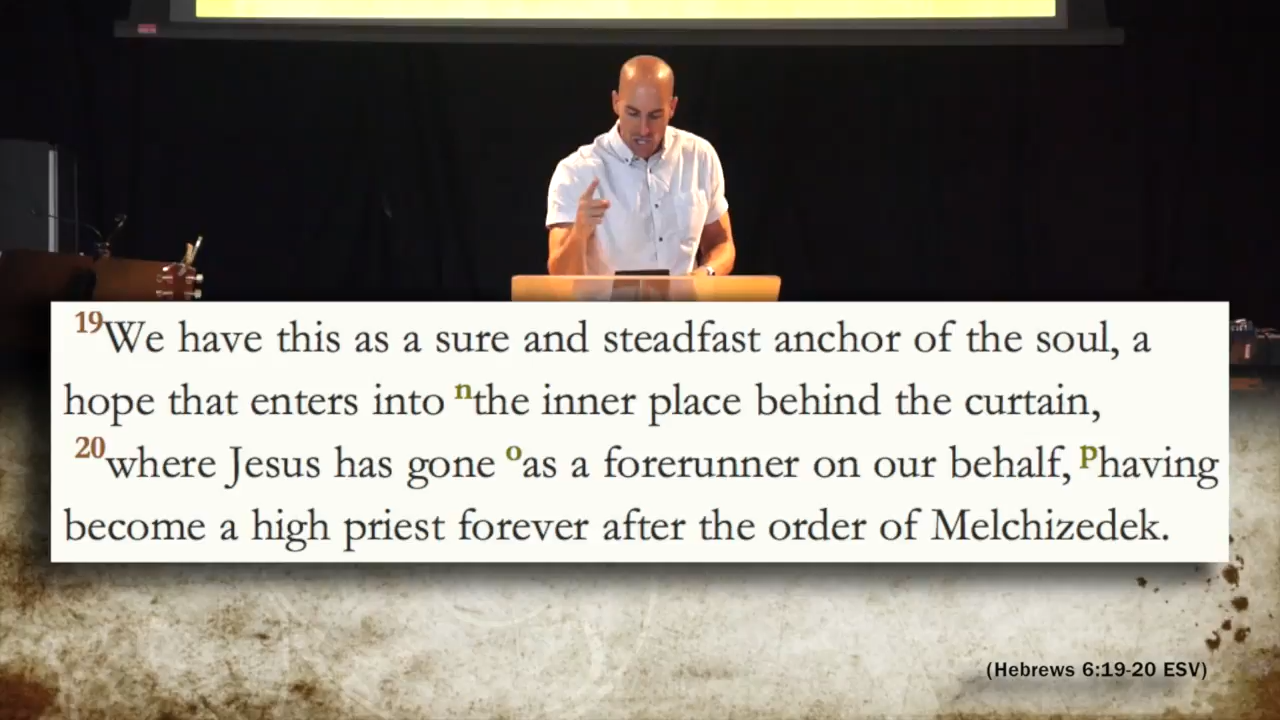 19We have this as a sure and steadfast anchor of the soul, a
hope that enters into nthe inner place behind the curtain,
20where Jesus has gone oas a forerunner on our behalf, phaving
become a high priest forever after the order of Melchizedek.
(Hebrews 6:19-20 ESV)